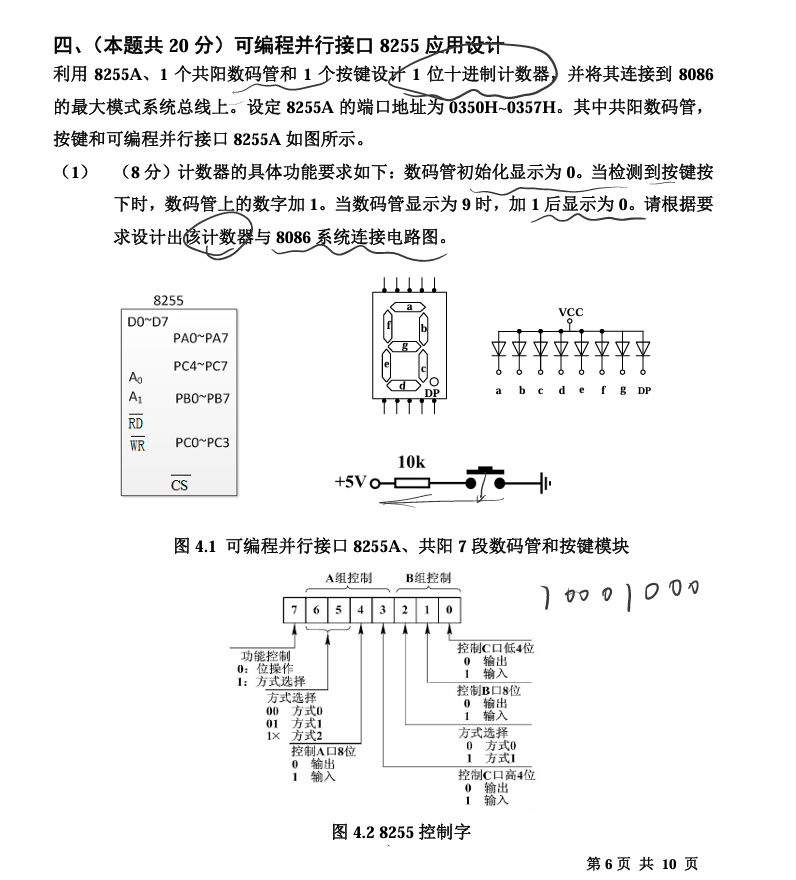 四、（本题共 20 分）可编程并行接口 8255 应用设计
利用 8255A、1 个共阳数码管和 1 个按键设计 1 位十进制计数器，并将其连接到 8086
的最大模式系统总线上。设定 8255A 的端口地址为 0350H~0357H。其中共阳数码管，
按键和可编程并行接口 8255A 如图所示。
（1） （8 分）计数器的具体功能要求如下：数码管初始化显示为 0。当检测到按键按
下时，数码管上的数字加 1。当数码管显示为 9 时，加 1 后显示为 0。请根据要
求设计出该计数器与 8086 系统连接电路图。
8255
D0~D7
PA0~PA7
PC4~PC7
A0
A1
PB0~PB7
RD
WR
PC0~PC3
CS
a
f
b
g
e
c
d
DP
VCC
a b c d e f g DP
10k
+5V
图 4.1 可编程并行接口 8255A、共阳 7 段数码管和按键模块
A组控制 B组控制
7 6 5 4 3 2 1 0
10001000
功能控制
0：位操作
1：方式选择
方式选择
00 方式0
01 方式1
1× 方式2
控制A口8位
0 输出
1 输入
控制C口低4位
0 输出
1 输入
控制B口8位
0 输出
1 输入
方式选择
0 方式0
1 方式1
控制C口高4位
0 输出
1 输入
图 4.2 8255 控制字
第 6 页 共 10 页